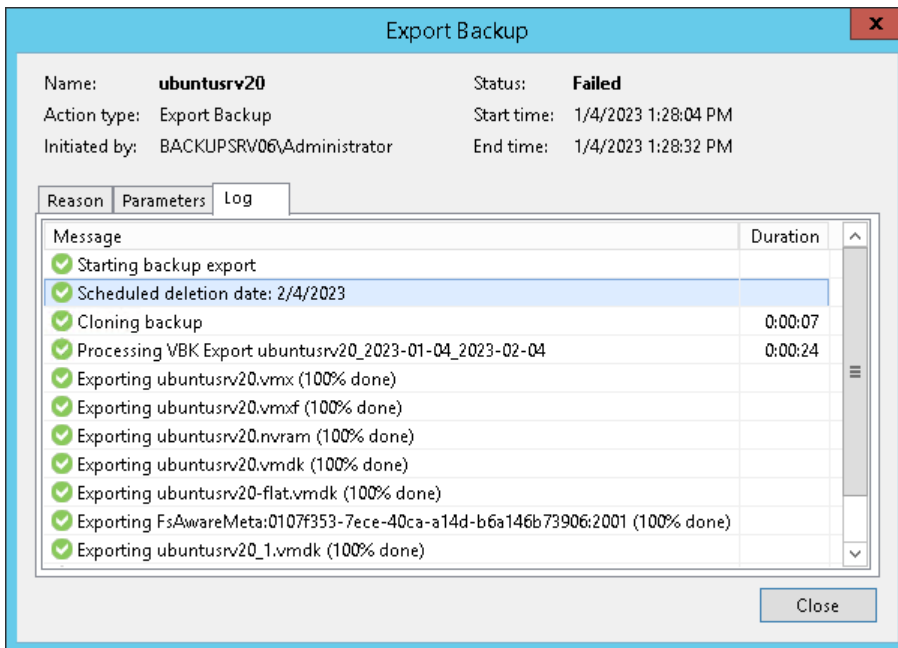 Export Backup
x
Name: ubuntusrv20 Status: Failed
Action type: Export Backup Start time: 1/4/2023 1:28:04 PM
Initiated by: BACKUPSRV06\Administrator End time: 1/4/2023 1:28:32 PM
Reason Parameters Log
Message Duration
Starting backup export
Scheduled deletion date: 2/4/2023
Cloning backup 0:00:07
Processing VBK Export ubuntusrv20_2023-01-04_2023-02-04 0:00:24
Exporting ubuntusrv20.vmx (100% done)
Exporting ubuntusrv20.vmxf (100% done)
Exporting ubuntusrv20.nvram (100% done)
Exporting ubuntusrv20.vmdk (100% done)
Exporting ubuntusrv20-flat.vmdk (100% done)
Exporting FsAwareMeta:0107f353-7ece-40ca-a14d-b6a146b73906:2001 (100% done)
Exporting ubuntusrv20_1.vmdk (100% done)
Close